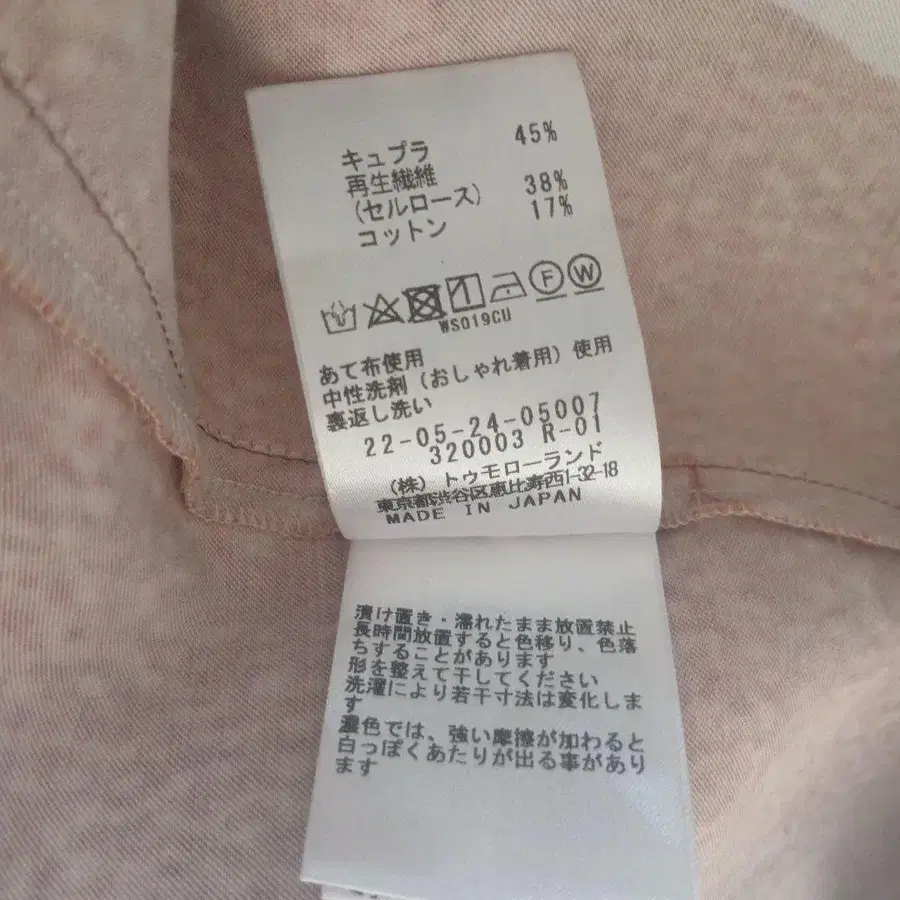 キュプラ 45%
再生繊維
(セルロース) 38%
コットン 17%
F W
WS019CU
あて布使用
中性洗剤(おしゃれ着用)使用
裏返し洗い
22-05-24-05007
320003 R-01
(株)トゥモローランド
東京都渋谷区恵比寿西1-32-18
MADE IN JAPAN
漬け置き・濡れたまま放置禁止
長時間放置すると色移り、色落
ちすることがあります
形を整えて干してください
洗濯により若干寸法は変化しま
す
濃色では、強い摩擦が加わると
白っぽくあたりが出る事があり
ます